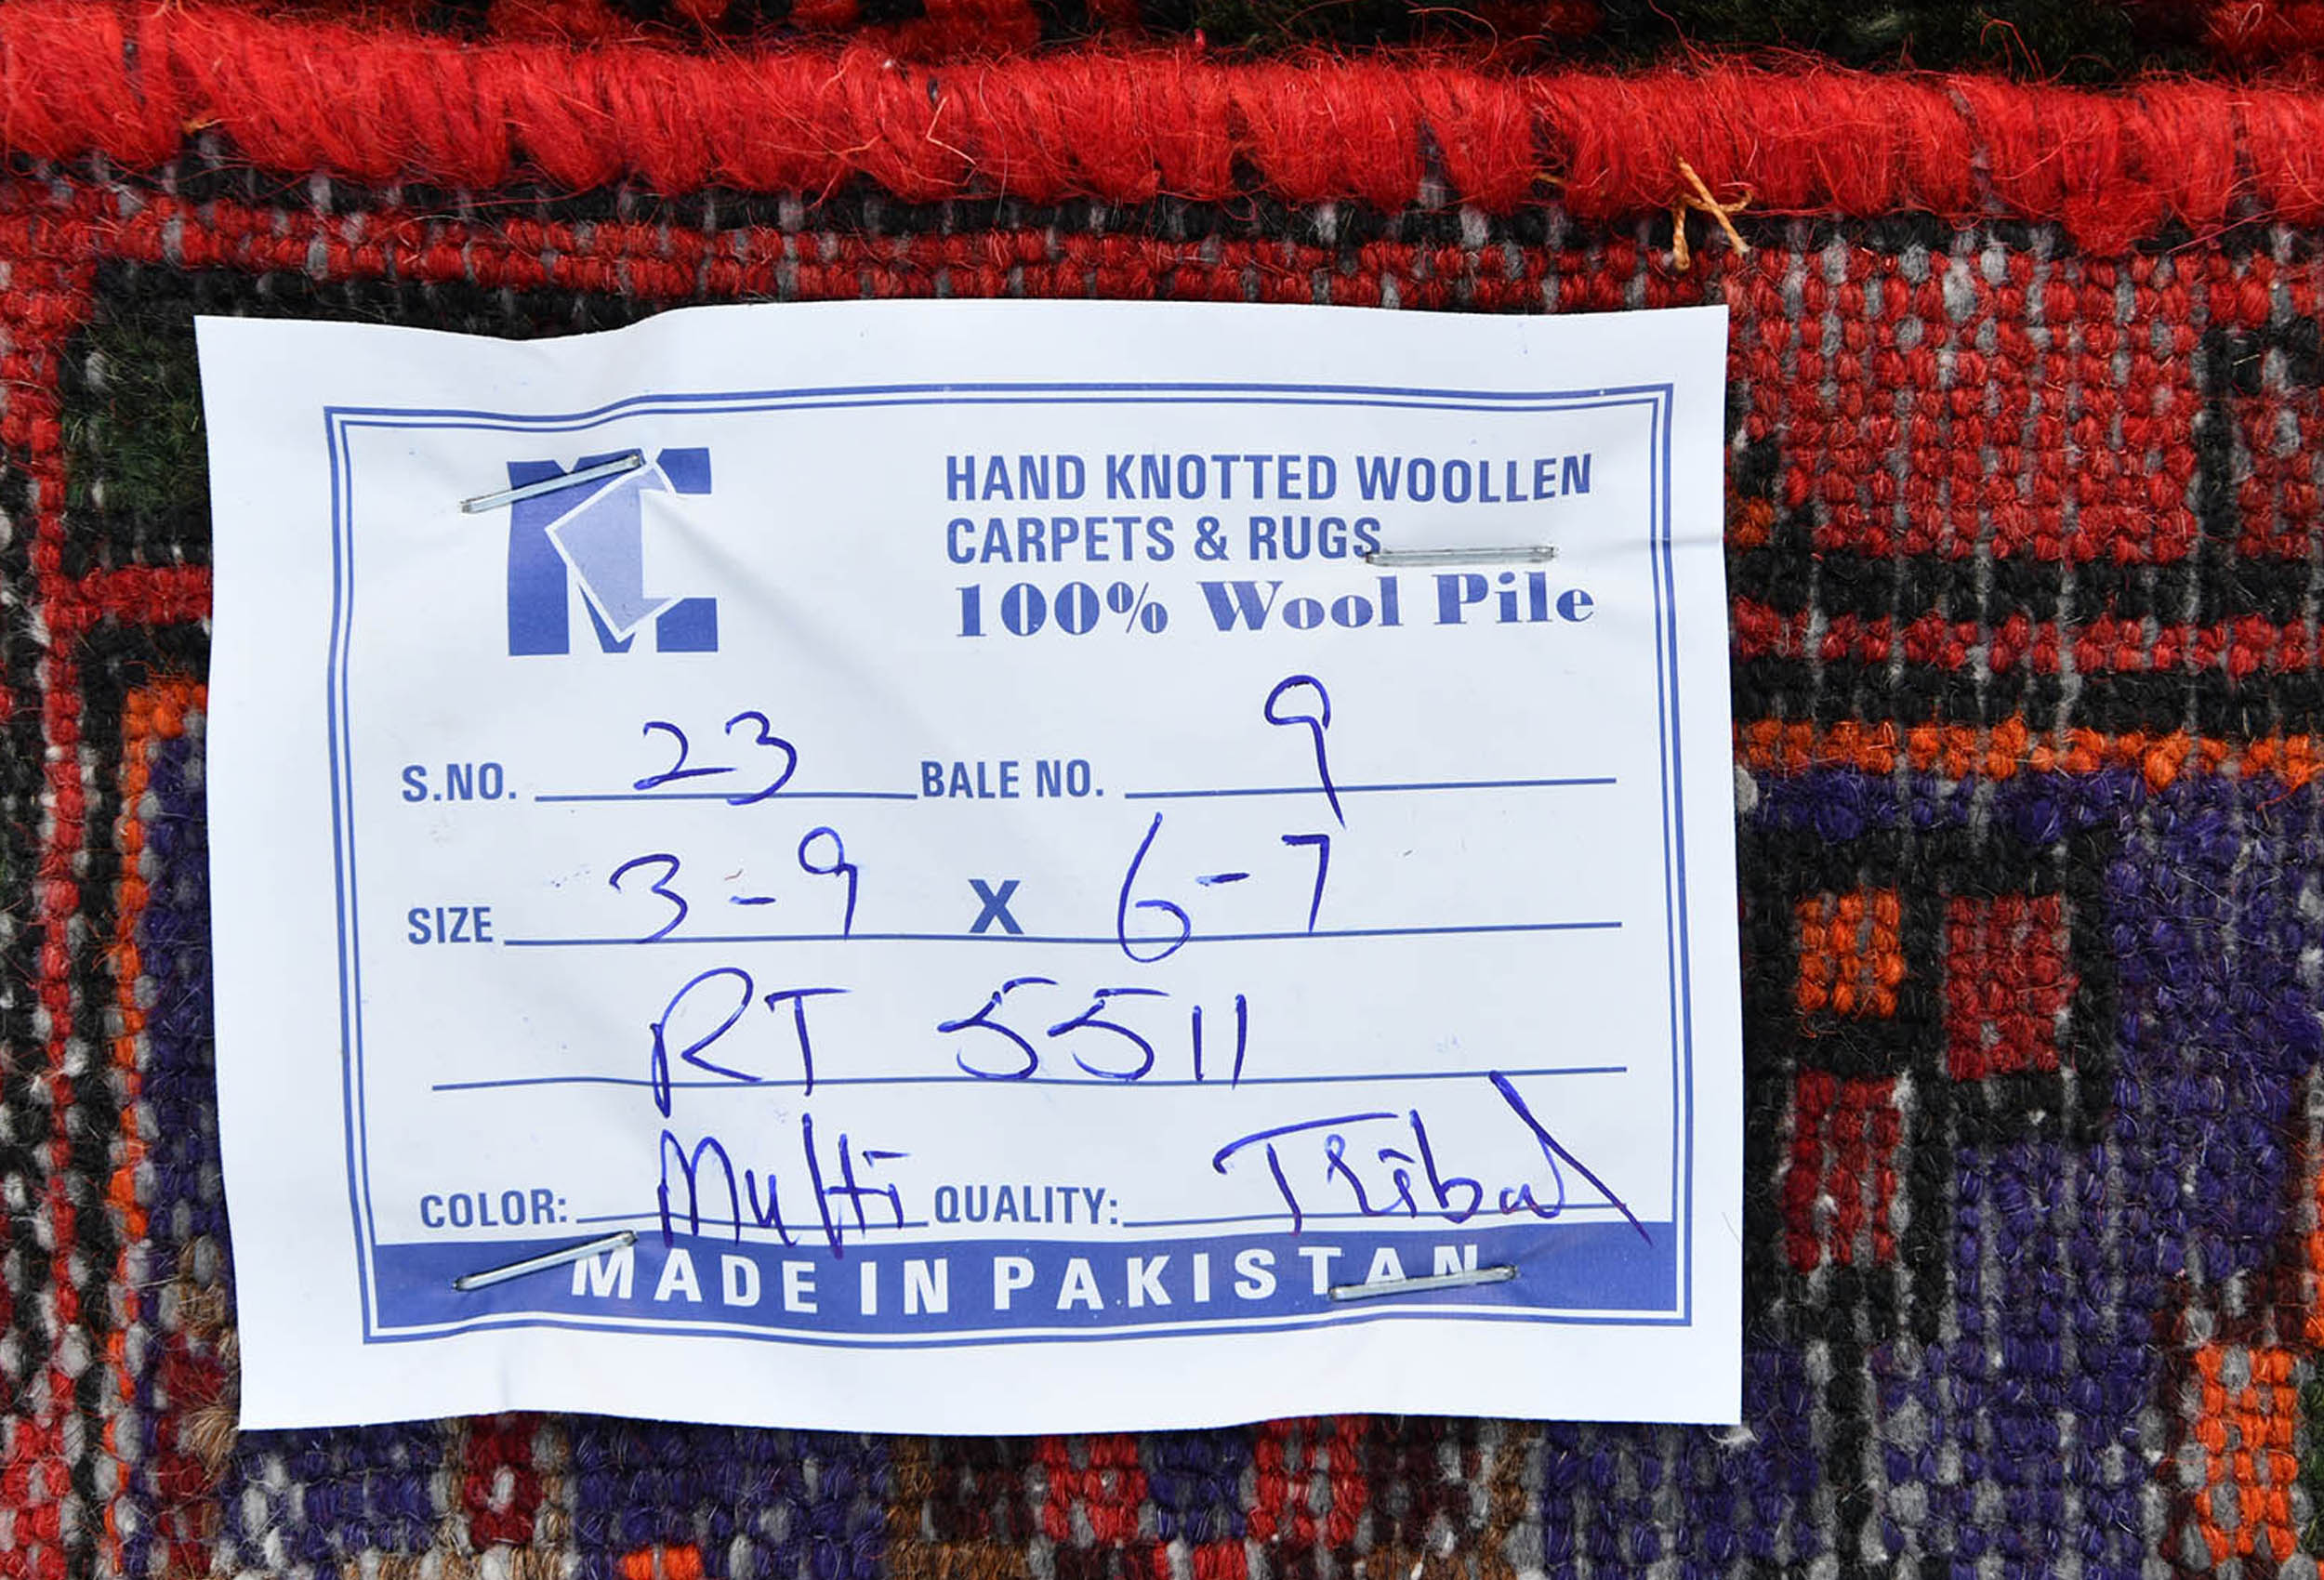 MC
HAND KNOTTED WOOLLEN
CARPETS & RUGS
100% Wool Pile
S.NO. 23 BALE NO. 9
SIZE 3-9 X 6-7
RT 5511
COLOR: Multi QUALITY: Tribal
MADE IN PAKISTAN